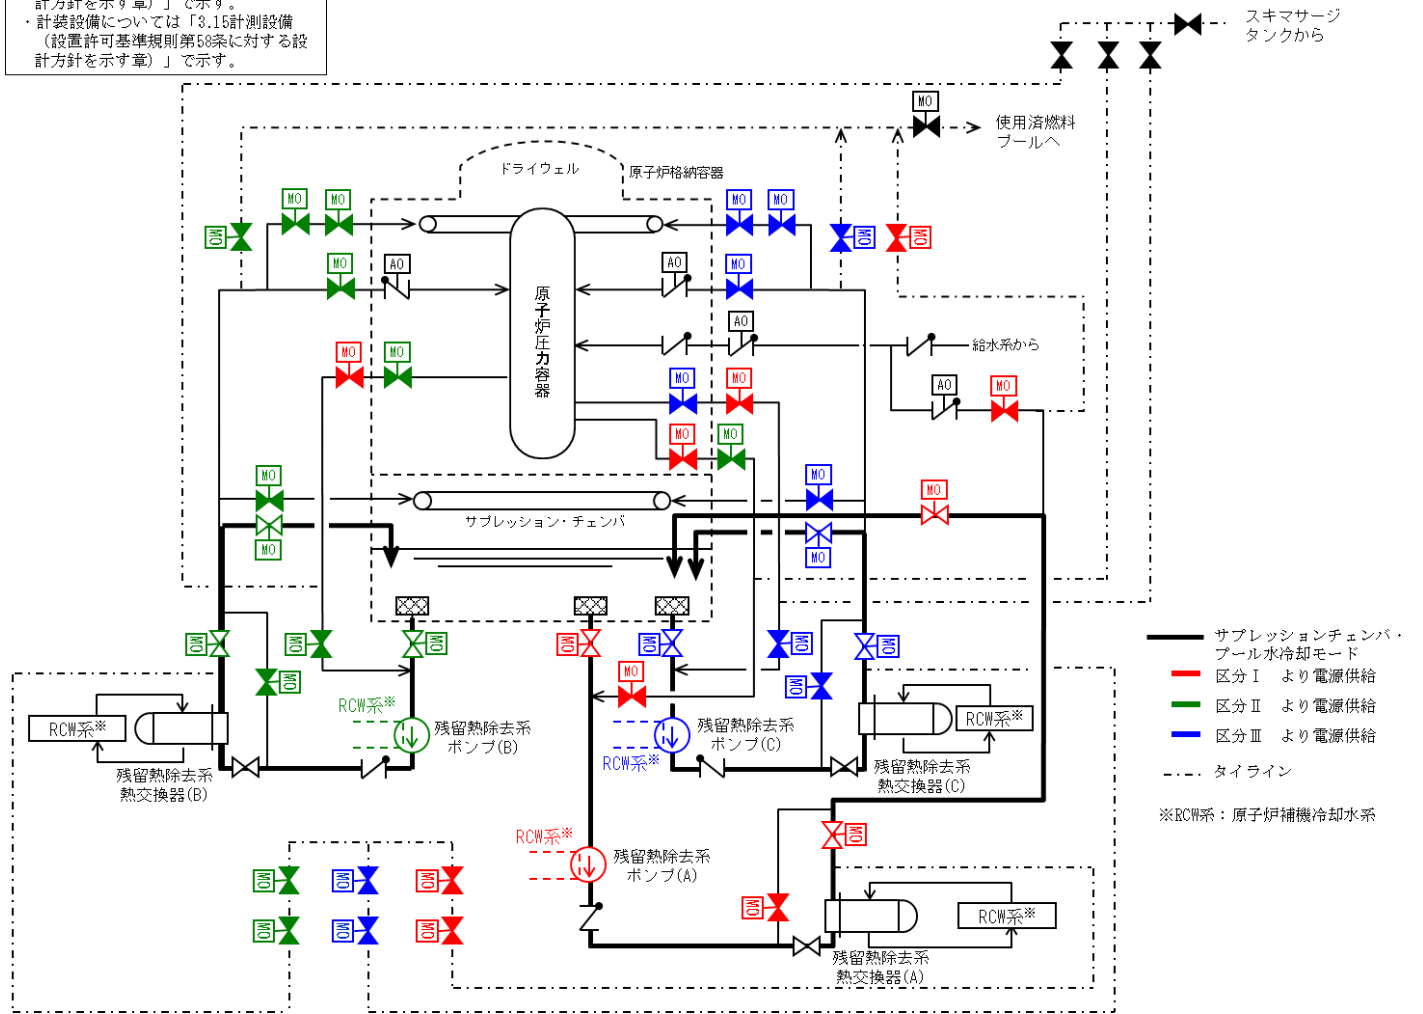 計方針を示す章）」で示す。
・計装設備については「3.15計測設備
（設置許可基準規則第58条に対する設
計方針を示す章）」で示す。
スキマサージ
タンクから
MO
使用済燃料
プールへ
ドライウェル
原子炉格納容器
MO
MO
MO
MO
MO
MO
MO
MO
AO
AO
MO
原子炉圧力容器
AO
給水系から
MO
MO
MO
MO
AO
MO
MO
MO
MO
MO
MO
サプレッション・チェンバ
MO
MO
MO
MO
MO
MO
MO
MO
MO
MO
MO
MO
MO
サプレッションチェンバ・
プール水冷却モード
区分Ⅰ より電源供給
区分Ⅱ より電源供給
区分Ⅲ より電源供給
タイライン
※RCW系：原子炉補機冷却水系
RCW系※
RCW系※
残留熱除去系
ポンプ(B)
残留熱除去系
ポンプ(C)
RCW系※
RCW系※
残留熱除去系
熱交換器(B)
残留熱除去系
熱交換器(C)
RCW系※
MO
残留熱除去系
ポンプ(A)
MO
MO
MO
MO
MO
MO
MO
RCW系※
残留熱除去系
熱交換器(A)